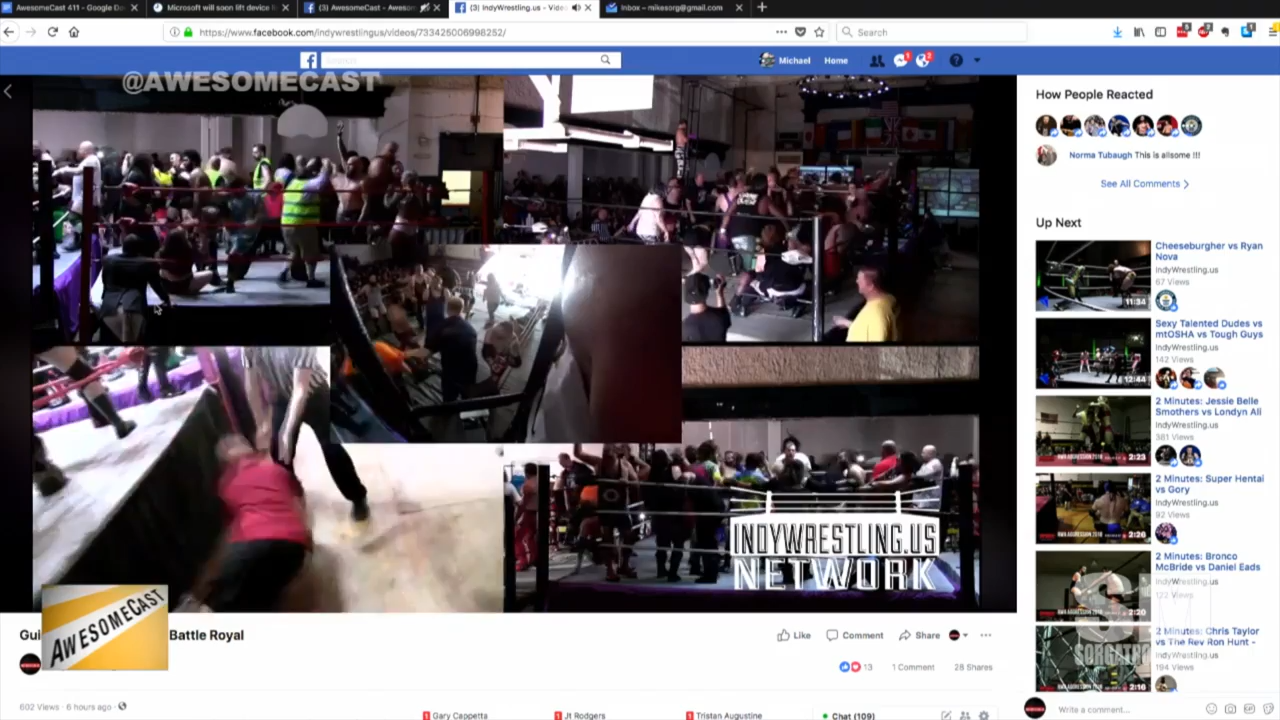 AwesomeCast 411 - Google Do
Microsoft will soon lift device l
(3) AwesomeCast - Aweso
(3) IndyWrestling.us - Vide
Inbox – mikesorg@gmail.com
https://www.facebook.com/indywrestlingus/videos/733426006998252/
Search
Michael
Home
@AWESOMECAST
How People Reacted
Norma Tubaugh This is allsome !!!
See All Comments
Up Next
Cheeseburgher vs Ryan
Nova
IndyWrestling.us
67 Views
11:34
Sexy Talented Dudes vs
mtOSHA vs Tough Guys
IndyWrestling.us
142 Views
12:44
2 Minutes: Jessie Belle
Smothers vs Londyn Ali
IndyWrestling.us
381 Views
2:23
2 Minutes: Super Hentai
vs Gory
IndyWrestling.us
92 Views
2:26
2 Minutes: Bronco
McBride vs Daniel Eads
IndyWrestling.us
122 Views
2:20
2 Minutes: Chris Taylor
vs The Rev Ron Hunt -
IndyWrestling.us
194 Views
2:16
INDYWRESTLING.US
NETWORK
AWESOMECAST
Gui
Battle Royal
Like
Comment
Share
13
1 Comment
28 Shares
602 Views · 6 hours ago ·
1 Gary Cappetta
1 Jt Rodgers
1 Tristan Augustine
Chat (109)
Write a comment...